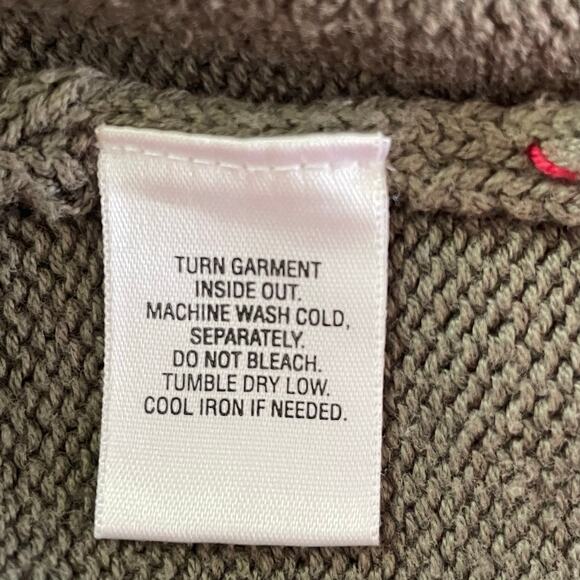 TURN GARMENT
INSIDE OUT.
MACHINE WASH COLD,
SEPARATELY.
DO NOT BLEACH.
TUMBLE DRY LOW.
COOL IRON IF NEEDED.